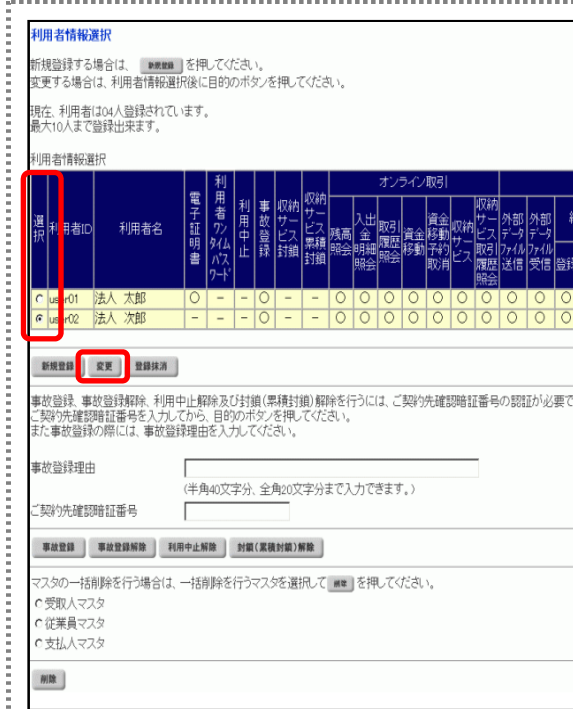 利用者情報選択
新規登録する場合は、 新規登録 を押してください。
変更する場合は、利用者情報選択後に目的のボタンを押してください。
現在、利用者は04人登録されています。
最大10人まで登録出来ます。
利用者情報選択
選択 利用者ID 利用者名 電子証明書 利用者ワンタイムパスワード 利用中止 事故登録 収納サービス封鎖 収納サービス累積封鎖 オンライン取引
残高照会 入出金明細照会 取引履歴照会 資金移動 資金移動予約取消 収納サービス 収納サービス取引履歴照会 外部データファイル送信 外部データファイル受信 登録
user01 法人 太郎 ○ － － ○ － － ○ ○ ○ ○ ○ ○ ○ ○ ○ ○
user02 法人 次郎 － － － ○ － － ○ ○ ○ ○ ○ ○ ○ ○ ○ ○
新規登録 変更 登録抹消
事故登録、事故登録解除、利用中止解除及び封鎖(累積封鎖)解除を行うには、ご契約先確認暗証番号の認証が必要で
ご契約先確認暗証番号を入力してから、目的のボタンを押してください。
また事故登録の際には、事故登録理由を入力してください。
事故登録理由
(半角40文字分、全角20文字分まで入力できます。)
ご契約先確認暗証番号
事故登録 事故登録解除 利用中止解除 封鎖(累積封鎖)解除
マスタの一括削除を行う場合は、一括削除を行うマスタを選択して 削除 を押してください。
受取人マスタ
従業員マスタ
支払人マスタ
削除